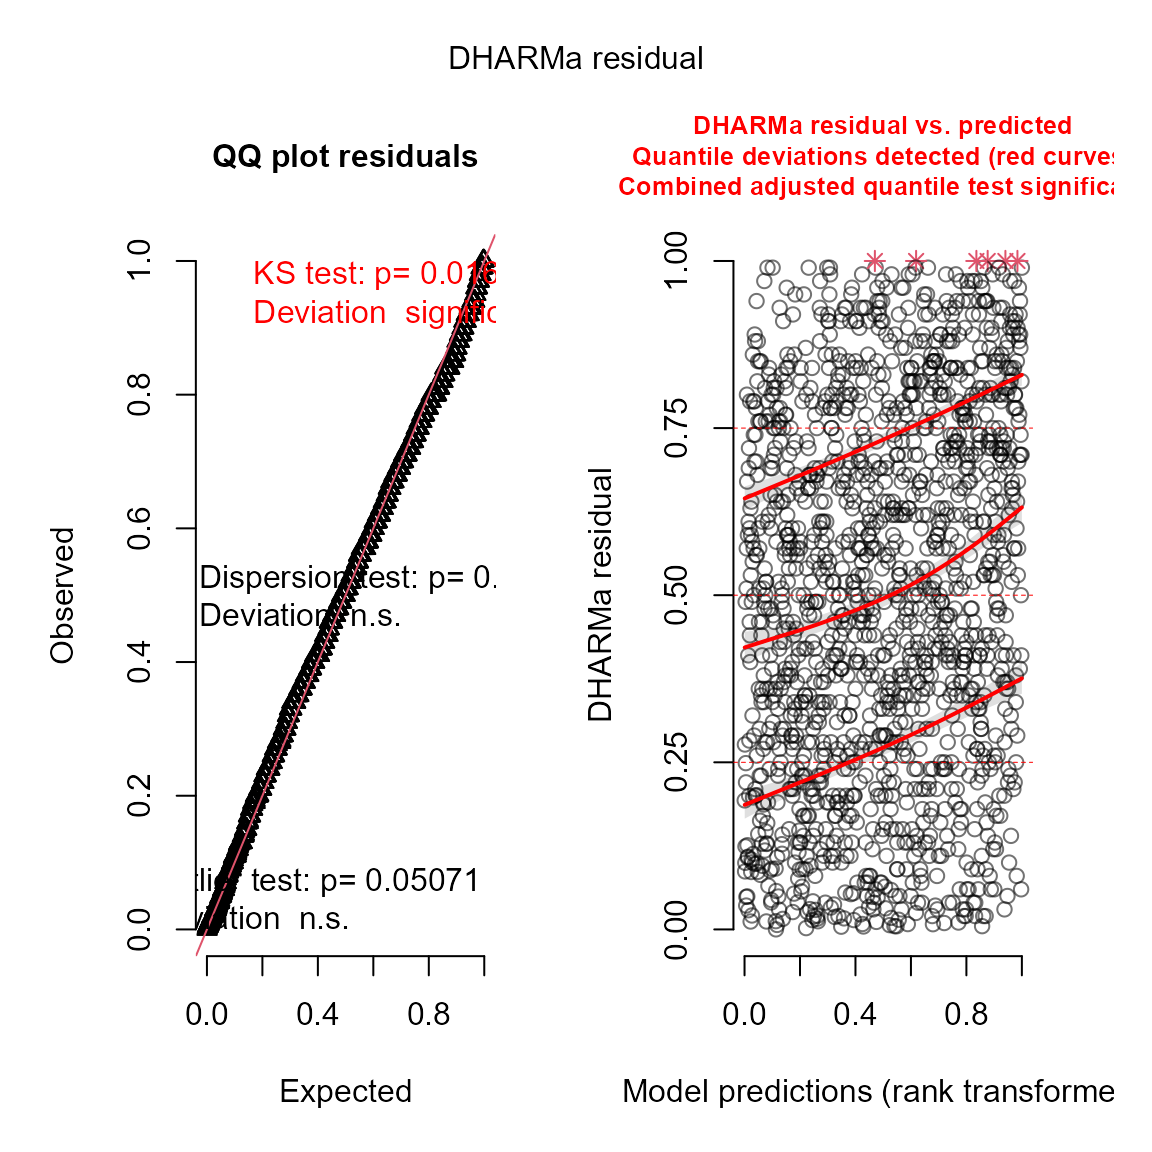 DHARMa residual
QQ plot residuals
KS test: p= 0.016
Deviation  signific
Dispersion test: p= 0.
Deviation n.s.
test: p= 0.05071
n.s.
1.0
0.8
0.6
0.4
0.2
0.0
Observed
0.0
0.4
0.8
Expected
DHARMa residual vs. predicted
Quantile deviations detected (red curves
Combined adjusted quantile test significa
1.00
0.75
0.50
0.25
0.00
DHARMa residual
0.0
0.4
0.8
Model predictions (rank transforme